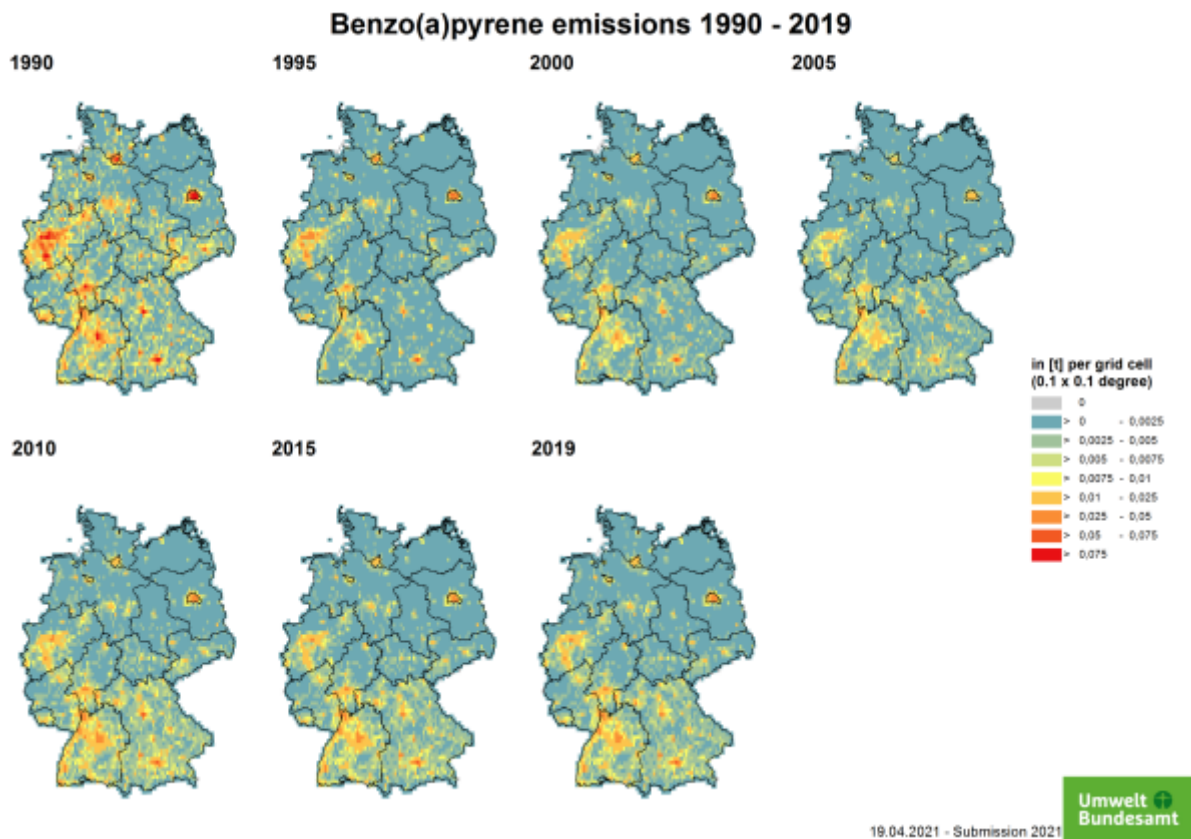 Benzo(a)pyrene emissions 1990 - 2019
1990
1995
2000
2005
in [t] per grid cell
(0.1 x 0.1 degree)
0
> 0 - 0,0025
> 0,0025 - 0,005
> 0,005 - 0,0075
> 0,0075 - 0,01
> 0,01 - 0,025
> 0,025 - 0,05
> 0,05 - 0,075
> 0,075
2010
2015
2019
Umwelt
Bundesamt
19.04.2021 - Submission 2021